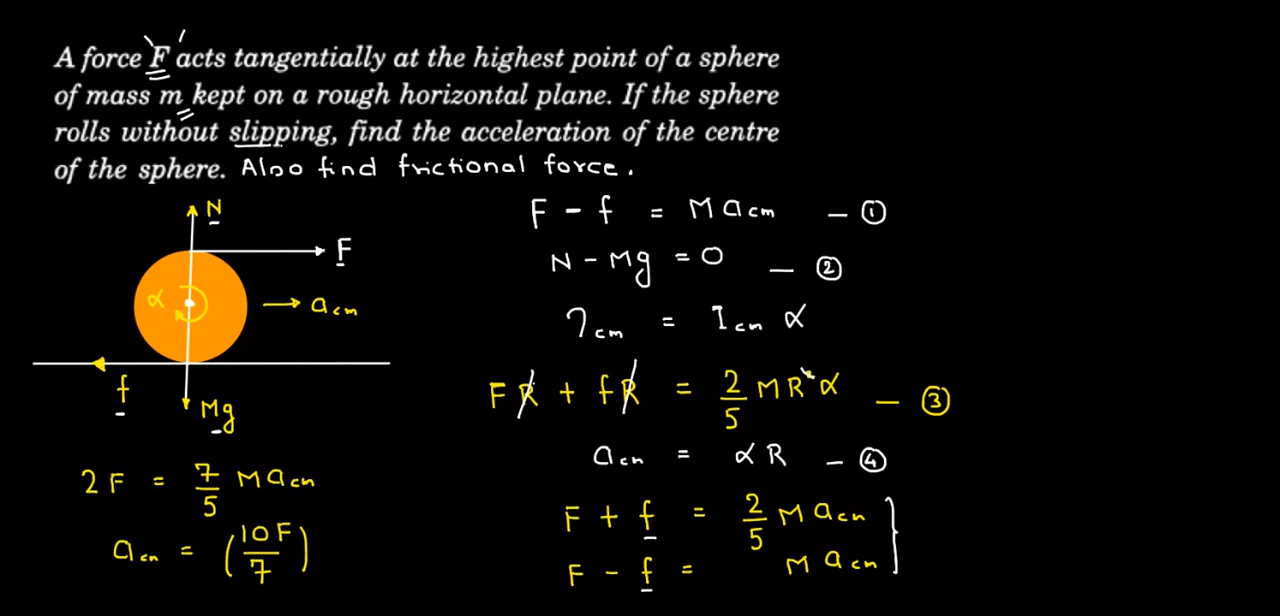 A force 'F' acts tangentially at the highest point of a sphere
of mass m kept on a rough horizontal plane. If the sphere
rolls without slipping, find the acceleration of the centre
of the sphere. Also find frictional force.
N
F
α
a_cm
f
Mg
2F = 7/5 M a_cm
a_cm = (10F/7)
F - f = M a_cm — ①
N - Mg = 0 — ②
τ_cm = I_cm α
FR + fR = 2/5 MR² α — ③
a_cm = αR — ④
F + f = 2/5 M a_cm
F - f = M a_cm